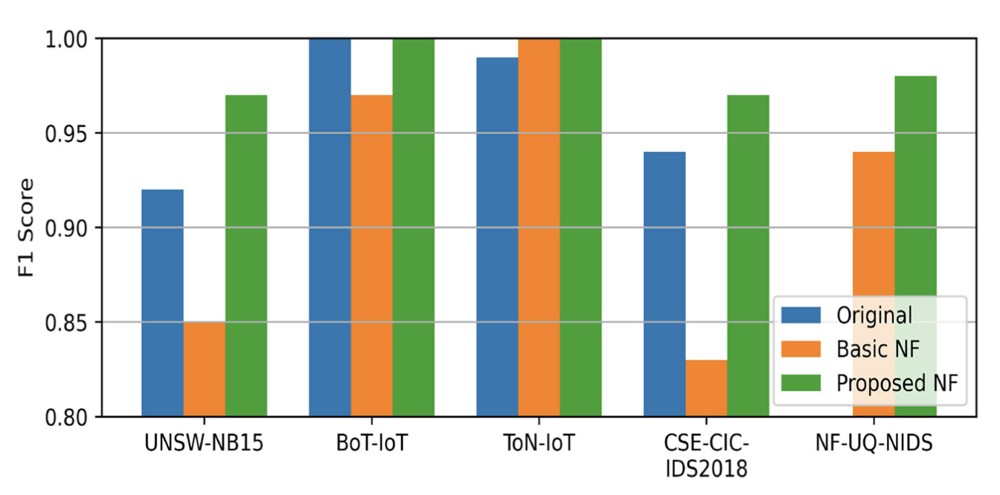 1.00
0.95
0.90
0.85
0.80
F1 Score
Original
Basic NF
Proposed NF
UNSW-NB15
BoT-IoT
ToN-IoT
CSE-CIC-
IDS2018
NF-UQ-NIDS